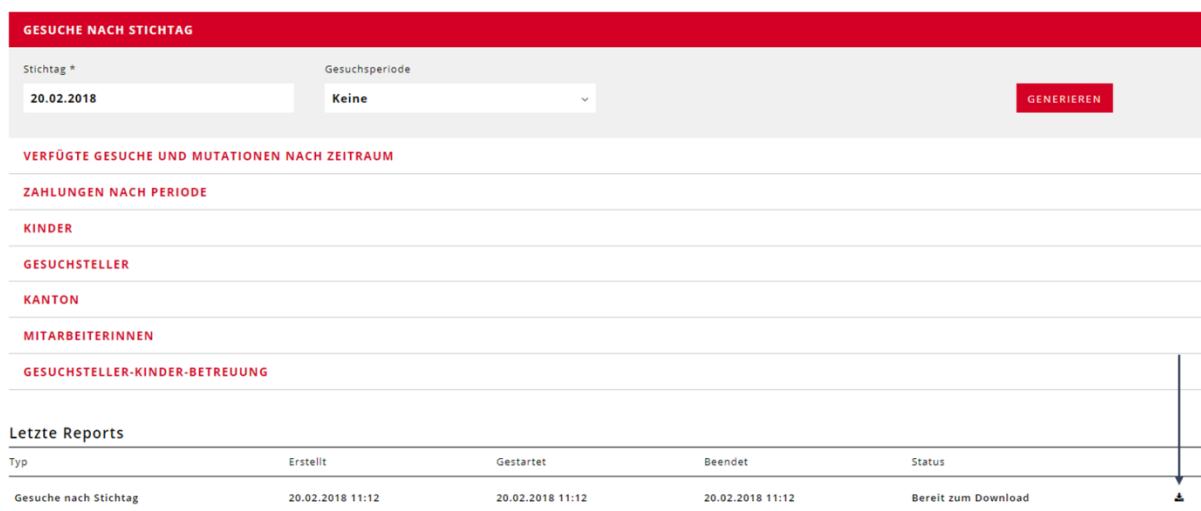 GESUCHE NACH STICHTAG
Stichtag * Gesuchsperiode
20.02.2018 Keine GENERIEREN
VERFÜGTE GESUCHE UND MUTATIONEN NACH ZEITRAUM
ZAHLUNGEN NACH PERIODE
KINDER
GESUCHSTELLER
KANTON
MITARBEITERINNEN
GESUCHSTELLER-KINDER-BETREUUNG
Letzte Reports
Typ Erstellt Gestartet Beendet Status
Gesuche nach Stichtag 20.02.2018 11:12 20.02.2018 11:12 20.02.2018 11:12 Bereit zum Download